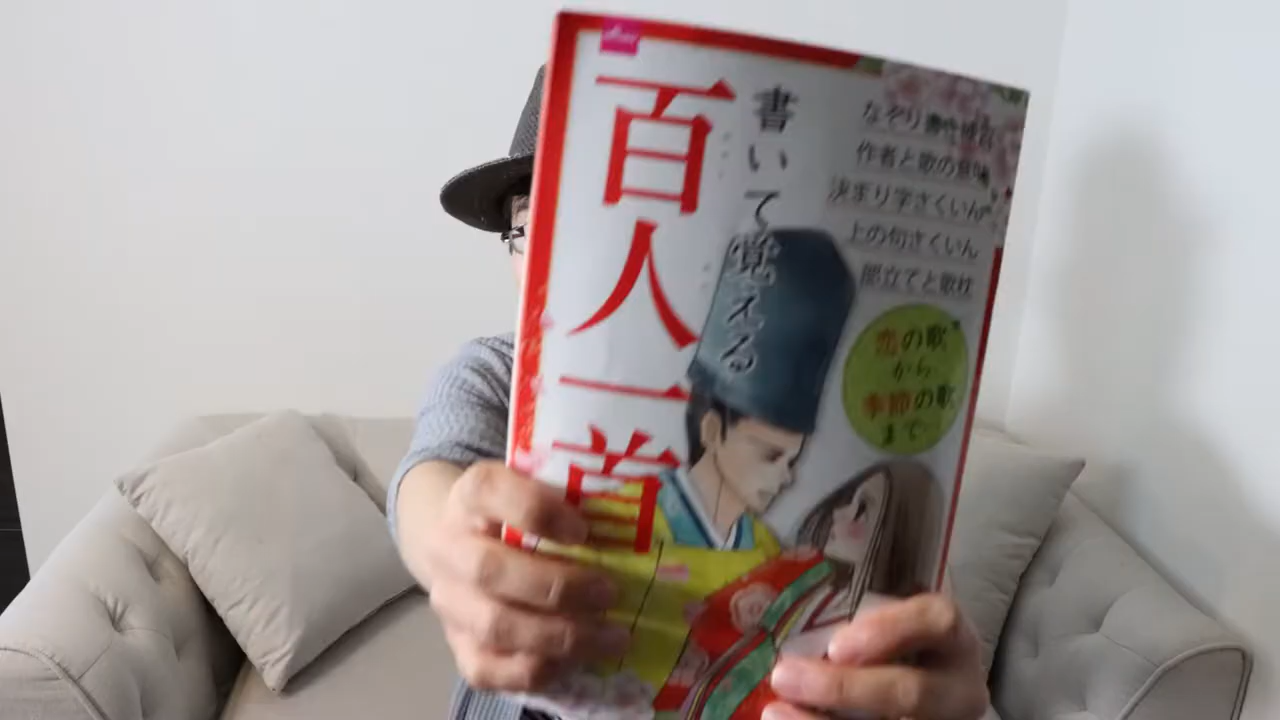 百人一首
書いて覚える
なぞり書き
作者と歌の意味
決まり字さくいん
上の句さくいん
部立てと歌枕
恋の歌
から
季節の歌
まで